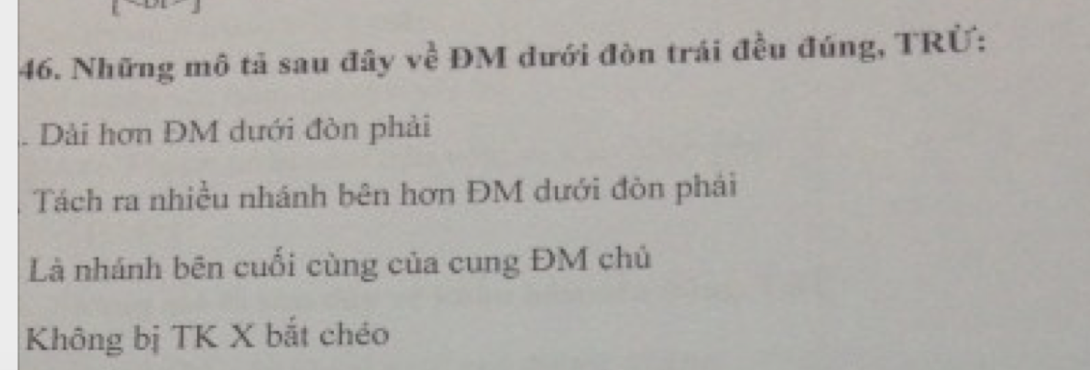 46. Những mô tả sau đây về ĐM dưới đòn trái đều đúng, TRỪ:
. Dài hơn ĐM dưới đòn phải
. Tách ra nhiều nhánh bên hơn ĐM dưới đòn phải
Là nhánh bên cuối cùng của cung ĐM chủ
Không bị TK X bắt chéo